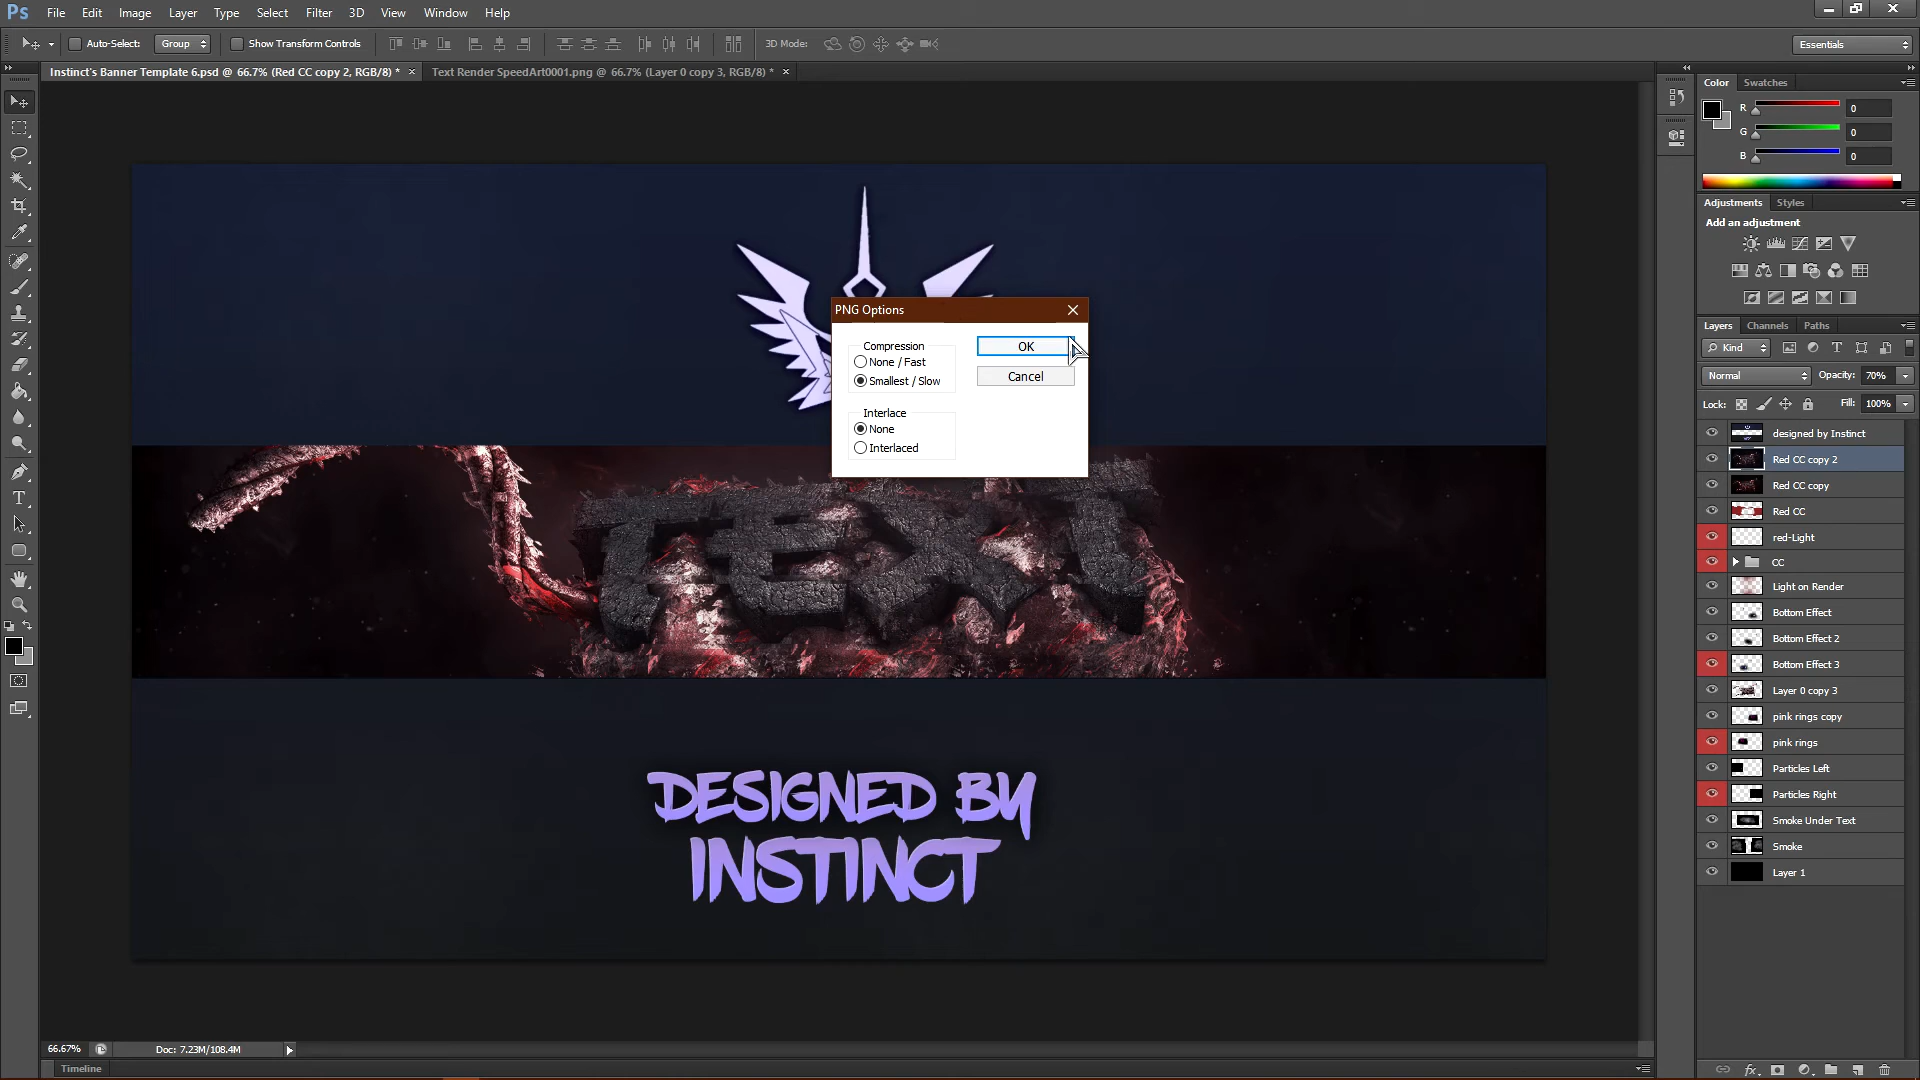 Ps File Edit Image Layer Type Select Filter 3D View Window Help
Auto-Select: Group Show Transform Controls 3D Mode: Essentials
Instinct's Banner Template 6.psd @ 66.7% (Red CC copy 2, RGB/8) * × Text Render SpeedArt0001.png @ 66.7% (Layer 0 copy 3, RGB/8) * ×
Color Swatches
R 0
G 0
B 0
Adjustments Styles
Add an adjustment
Layers Channels Paths
Kind
Normal Opacity: 70%
Lock: Fill: 100%
designed by Instinct
Red CC copy 2
Red CC copy
Red CC
red-Light
CC
Light on Render
Bottom Effect
Bottom Effect 2
Bottom Effect 3
Layer 0 copy 3
pink rings copy
pink rings
Particles Left
Particles Right
Smoke Under Text
Smoke
Layer 1
PNG Options
Compression
None / Fast
Smallest / Slow
Interlace
None
Interlaced
OK
Cancel
TEXT
DESIGNED BY
INSTINCT
66.67% Doc: 7.23M/108.4M
Timeline